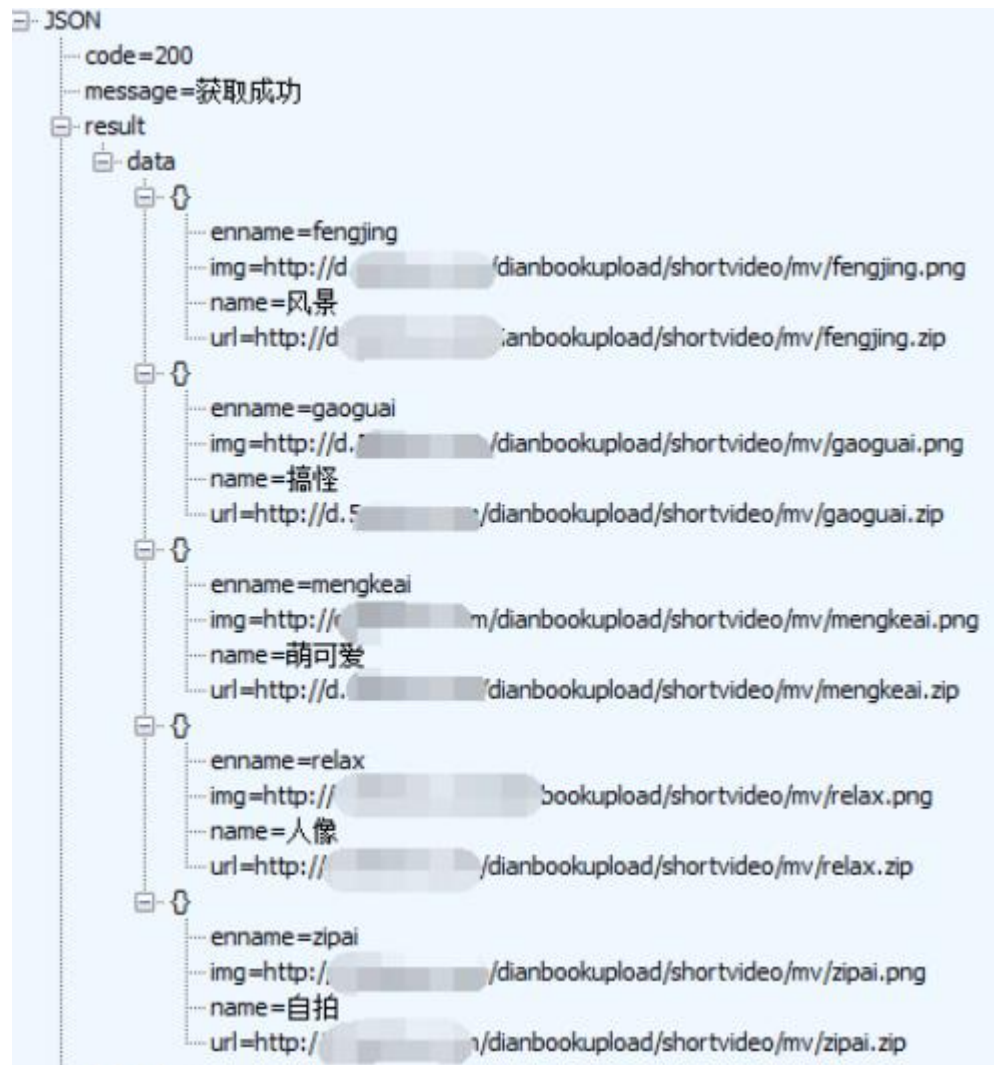 JSON
code=200
message=获取成功
result
data
{}
enname=fengjing
img=http://d /dianbookupload/shortvideo/mv/fengjing.png
name=风景
url=http://d anbookupload/shortvideo/mv/fengjing.zip
{}
enname=gaoguai
img=http://d. /dianbookupload/shortvideo/mv/gaoguai.png
name=搞怪
url=http://d.5 /dianbookupload/shortvideo/mv/gaoguai.zip
{}
enname=mengkeai
img=http:// m/dianbookupload/shortvideo/mv/mengkeai.png
name=萌可爱
url=http://d. /dianbookupload/shortvideo/mv/mengkeai.zip
{}
enname=relax
img=http:// bookupload/shortvideo/mv/relax.png
name=人像
url=http:// /dianbookupload/shortvideo/mv/relax.zip
{}
enname=zipai
img=http:/ /dianbookupload/shortvideo/mv/zipai.png
name=自拍
url=http:/ /dianbookupload/shortvideo/mv/zipai.zip